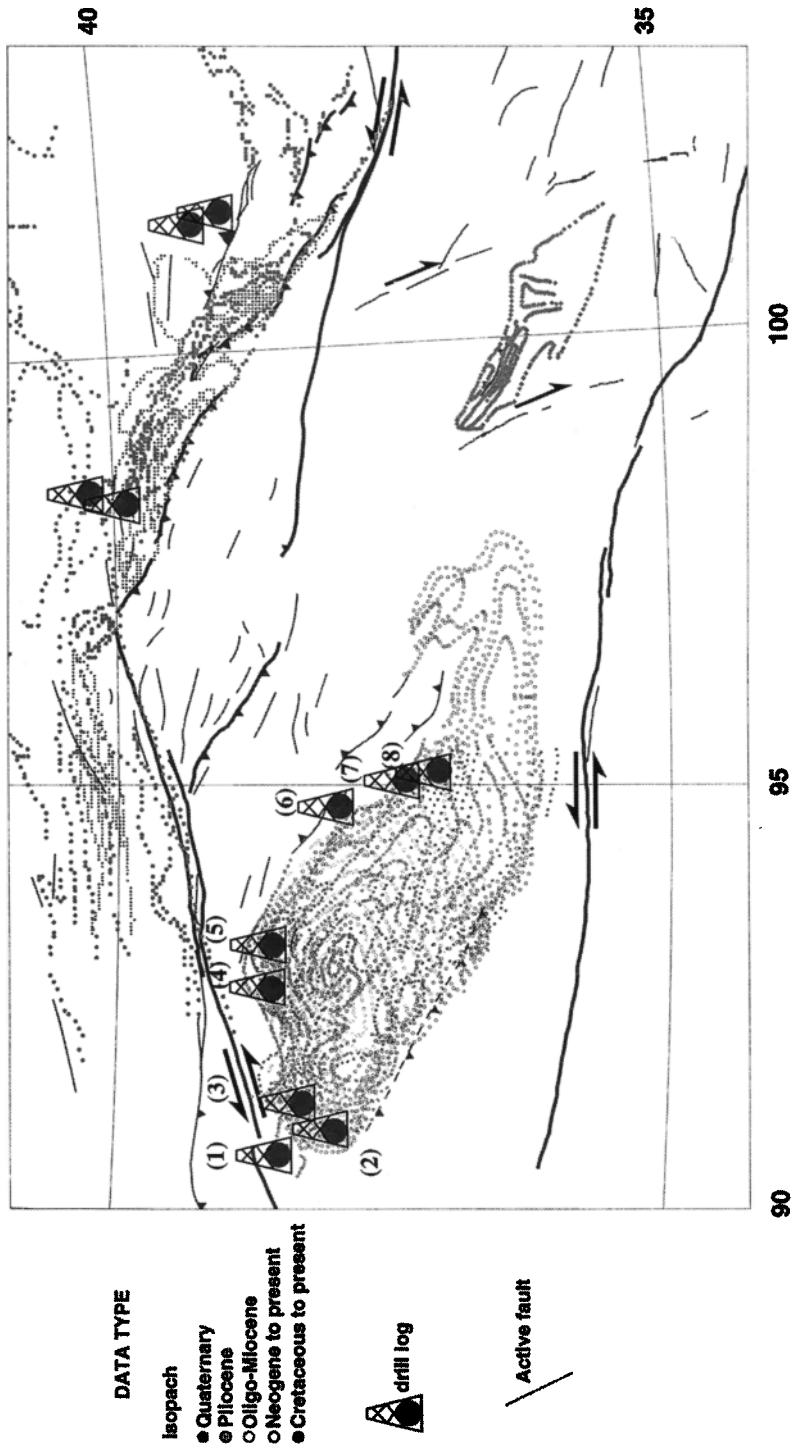 40
35
100
95
90
(1)
(2)
(3)
(4)
(5)
(6)
(7)
(8)
DATA TYPE
Isopach
Quaternary
Pliocene
Oligo-Miocene
Neogene to present
Cretaceous to present
drill log
Active fault